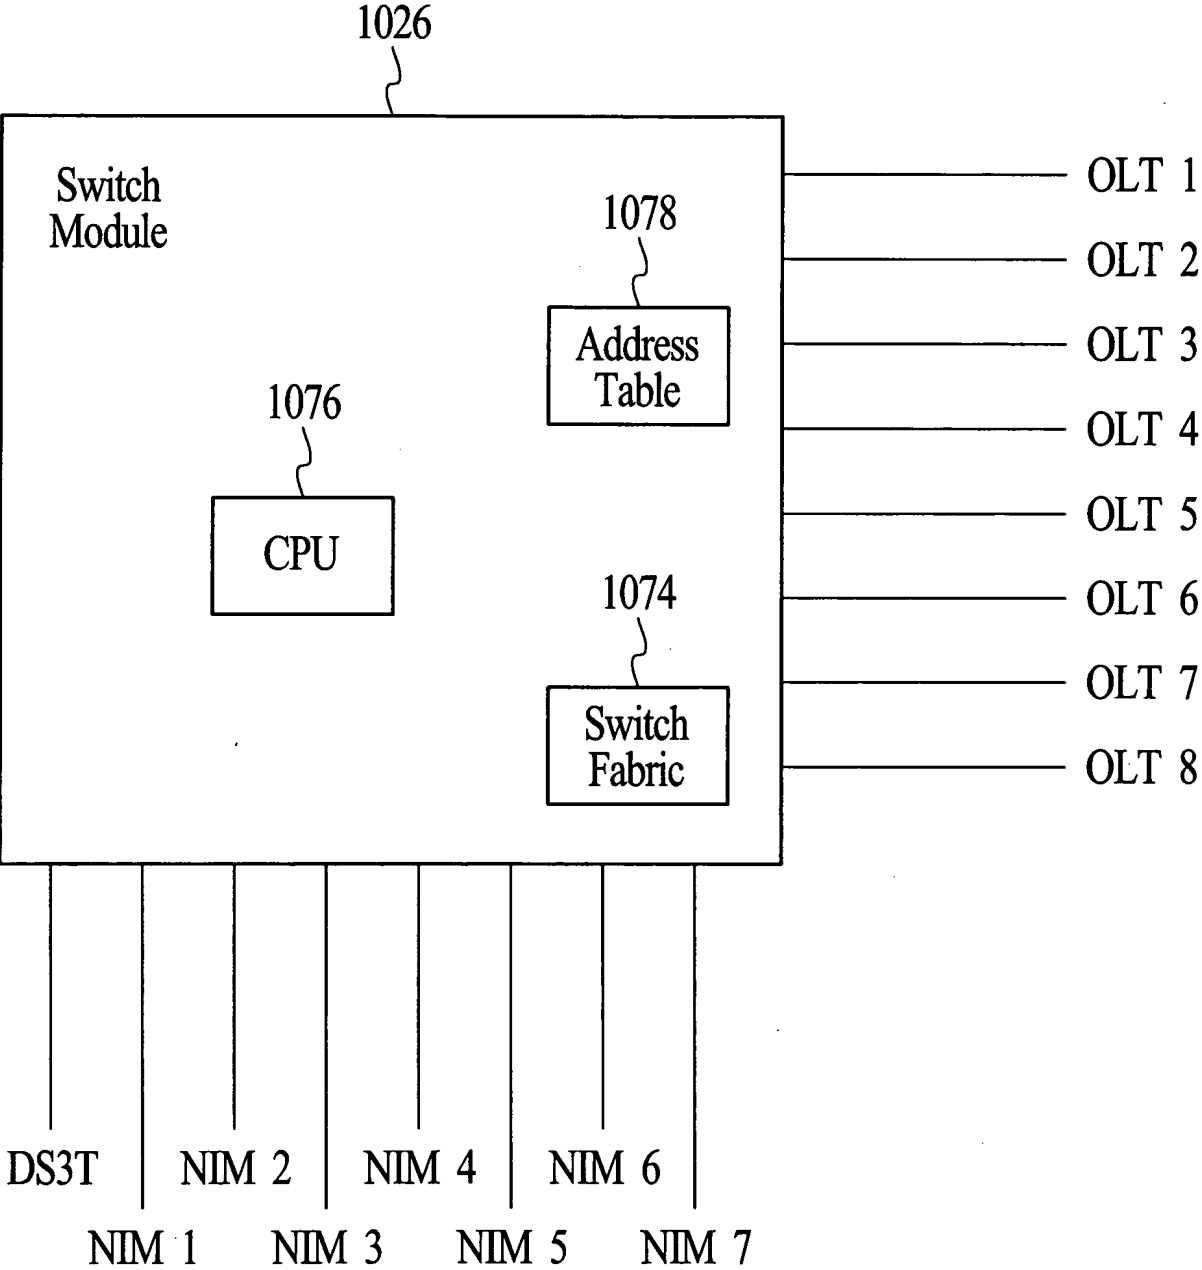 1026
Switch
Module
OLT 1
1078
OLT 2
Address
Table
OLT 3
1076
OLT 4
CPU
OLT 5
1074
OLT 6
Switch
Fabric
OLT 7
OLT 8
DS3T
NIM 2
NIM 4
NIM 6
NIM 1
NIM 3
NIM 5
NIM 7